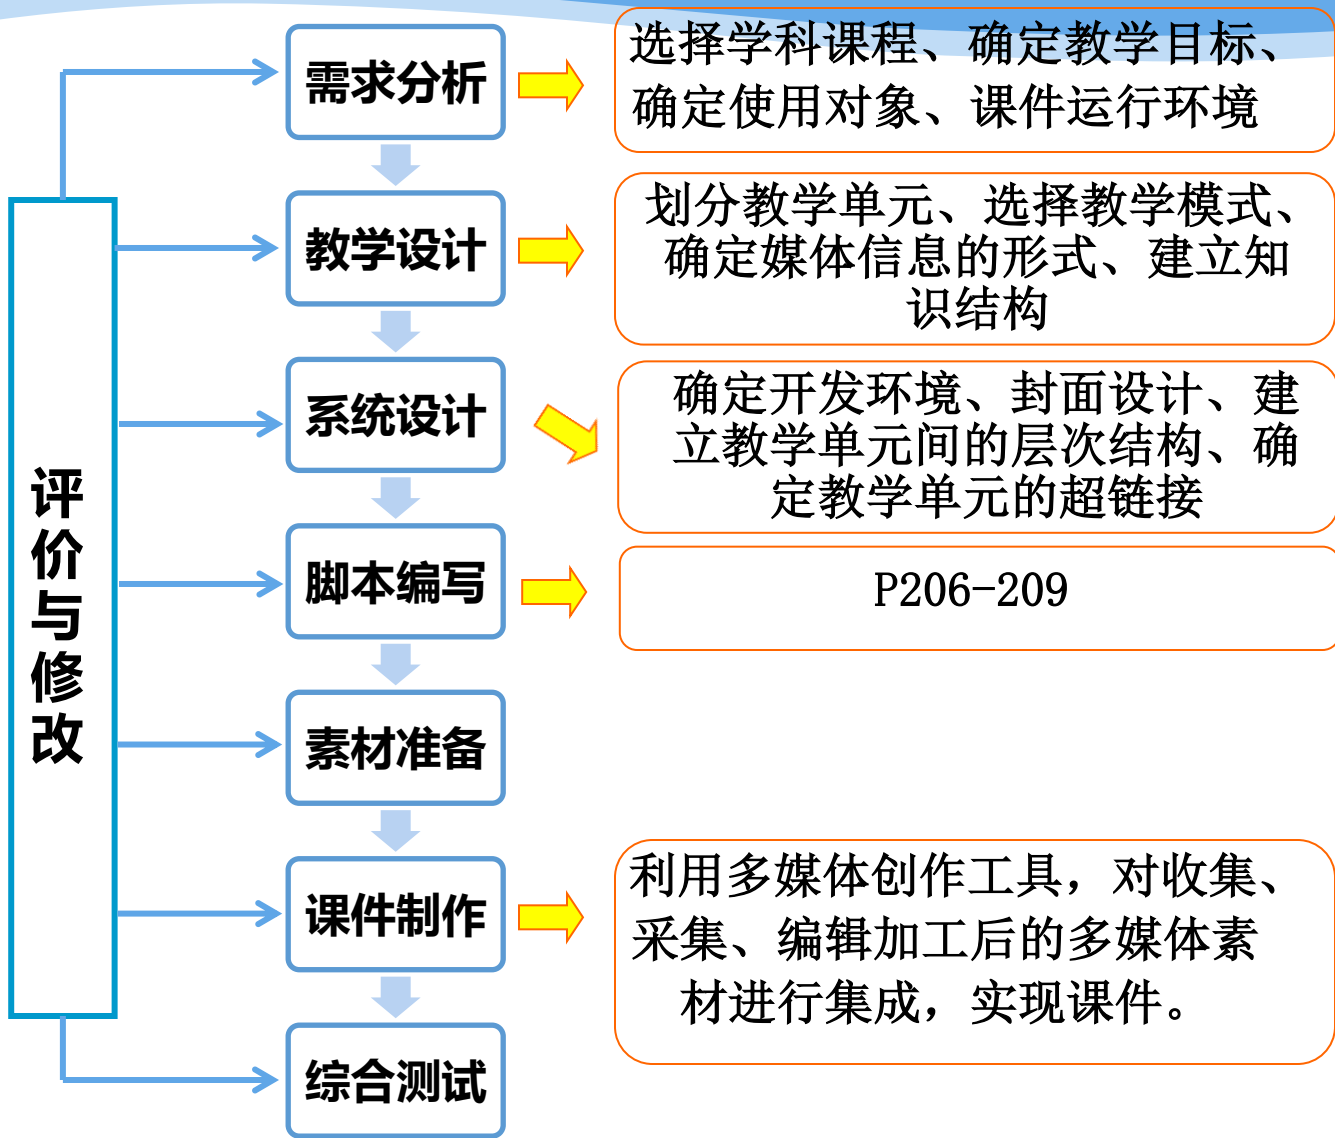 需求分析
选择学科课程、确定教学目标、
确定使用对象、课件运行环境
教学设计
划分教学单元、选择教学模式、
确定媒体信息的形式、建立知
识结构
系统设计
确定开发环境、封面设计、建
立教学单元间的层次结构、确
定教学单元的超链接
评
价
与
修
改
脚本编写
P206-209
素材准备
课件制作
利用多媒体创作工具，对收集、
采集、编辑加工后的多媒体素
材进行集成，实现课件。
综合测试